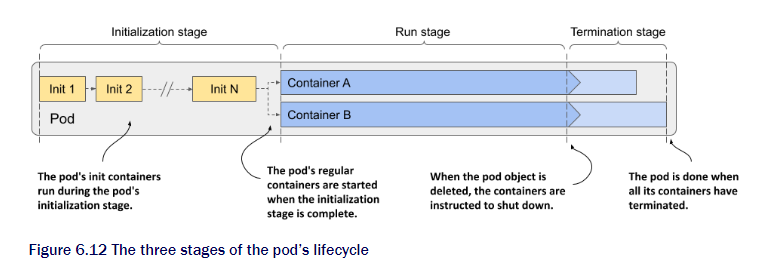 Initialization stage
Run stage
Termination stage
Init 1
Init 2
Init N
Container A
Container B
Pod
The pod's init containers
run during the pod's
initialization stage.
The pod's regular
containers are started
when the initialization
stage is complete.
When the pod object is
deleted, the containers are
instructed to shut down.
The pod is done when
all its containers have
terminated.
Figure 6.12 The three stages of the pod’s lifecycle